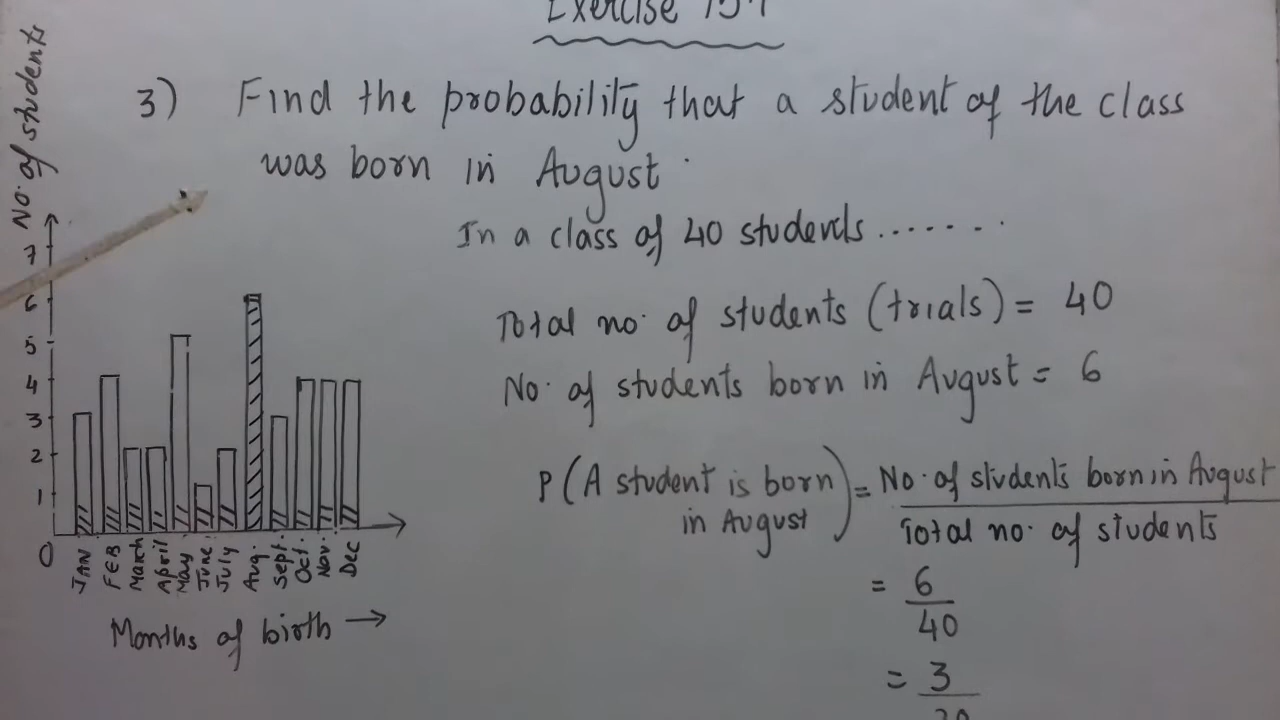 Exercise 15.1
3) Find the probability that a student of the class
was born in August.
In a class of 40 students .......
Total no. of students (trials) = 40
No. of students born in August = 6
P (A student is born in August) = No. of students born in August
Total no. of students
= 6
40
= 3
20
No. of students
7
6
5
4
3
2
1
0
JAN FEB March April May June July Aug. Sept. Oct. Nov. Dec
Months of birth →